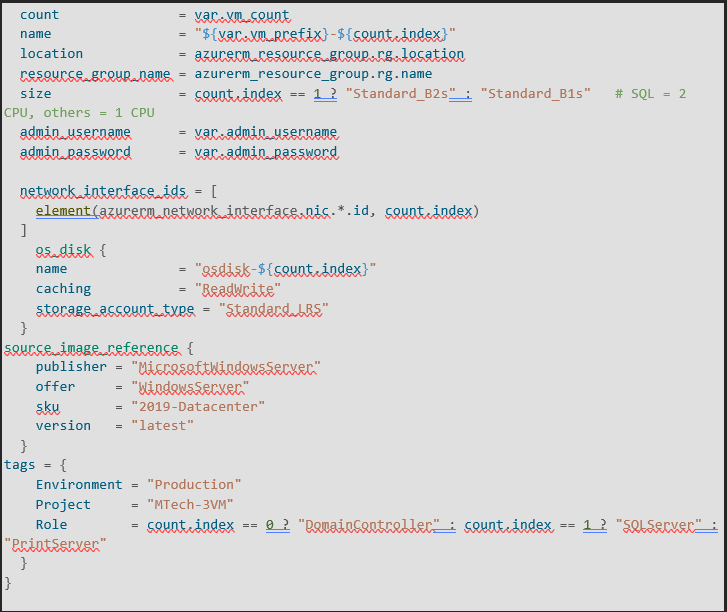 count                   = var.vm_count
name                    = "${var.vm_prefix}-${count.index}"
location                = azurerm_resource_group.rg.location
resource_group_name = azurerm_resource_group.rg.name
size                    = count.index == 1 ? "Standard_B2s" : "Standard_B1s"   # SQL = 2
CPU, others = 1 CPU
admin_username      = var.admin_username
admin_password      = var.admin_password
network_interface_ids = [
element(azurerm_network_interface.nic.*.id, count.index)
]
os_disk {
name              = "osdisk-${count.index}"
caching           = "ReadWrite"
storage_account_type = "Standard_LRS"
}
source_image_reference {
publisher = "MicrosoftWindowsServer"
offer     = "WindowsServer"
sku       = "2019-Datacenter"
version   = "latest"
}
tags = {
Environment = "Production"
Project     = "MTech-3VM"
Role        = count.index == 0 ? "DomainController" : count.index == 1 ? "SQLServer" :
"PrintServer"
}
}